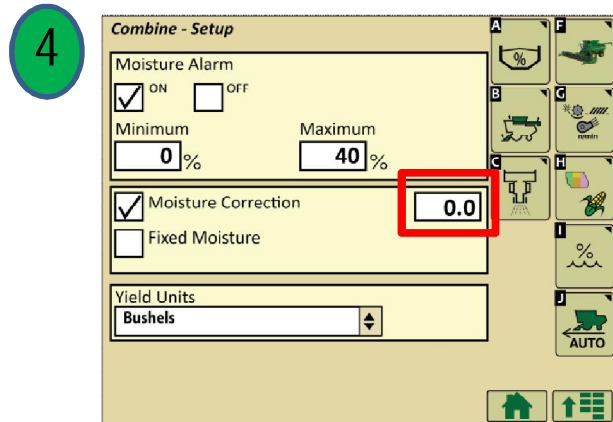 4
Combine - Setup
Moisture Alarm
ON OFF
Minimum Maximum
0 % 40 %
Moisture Correction 0.0
Fixed Moisture
Yield Units
Bushels
A F
%
B G
n/min
C H
I
%
J
AUTO